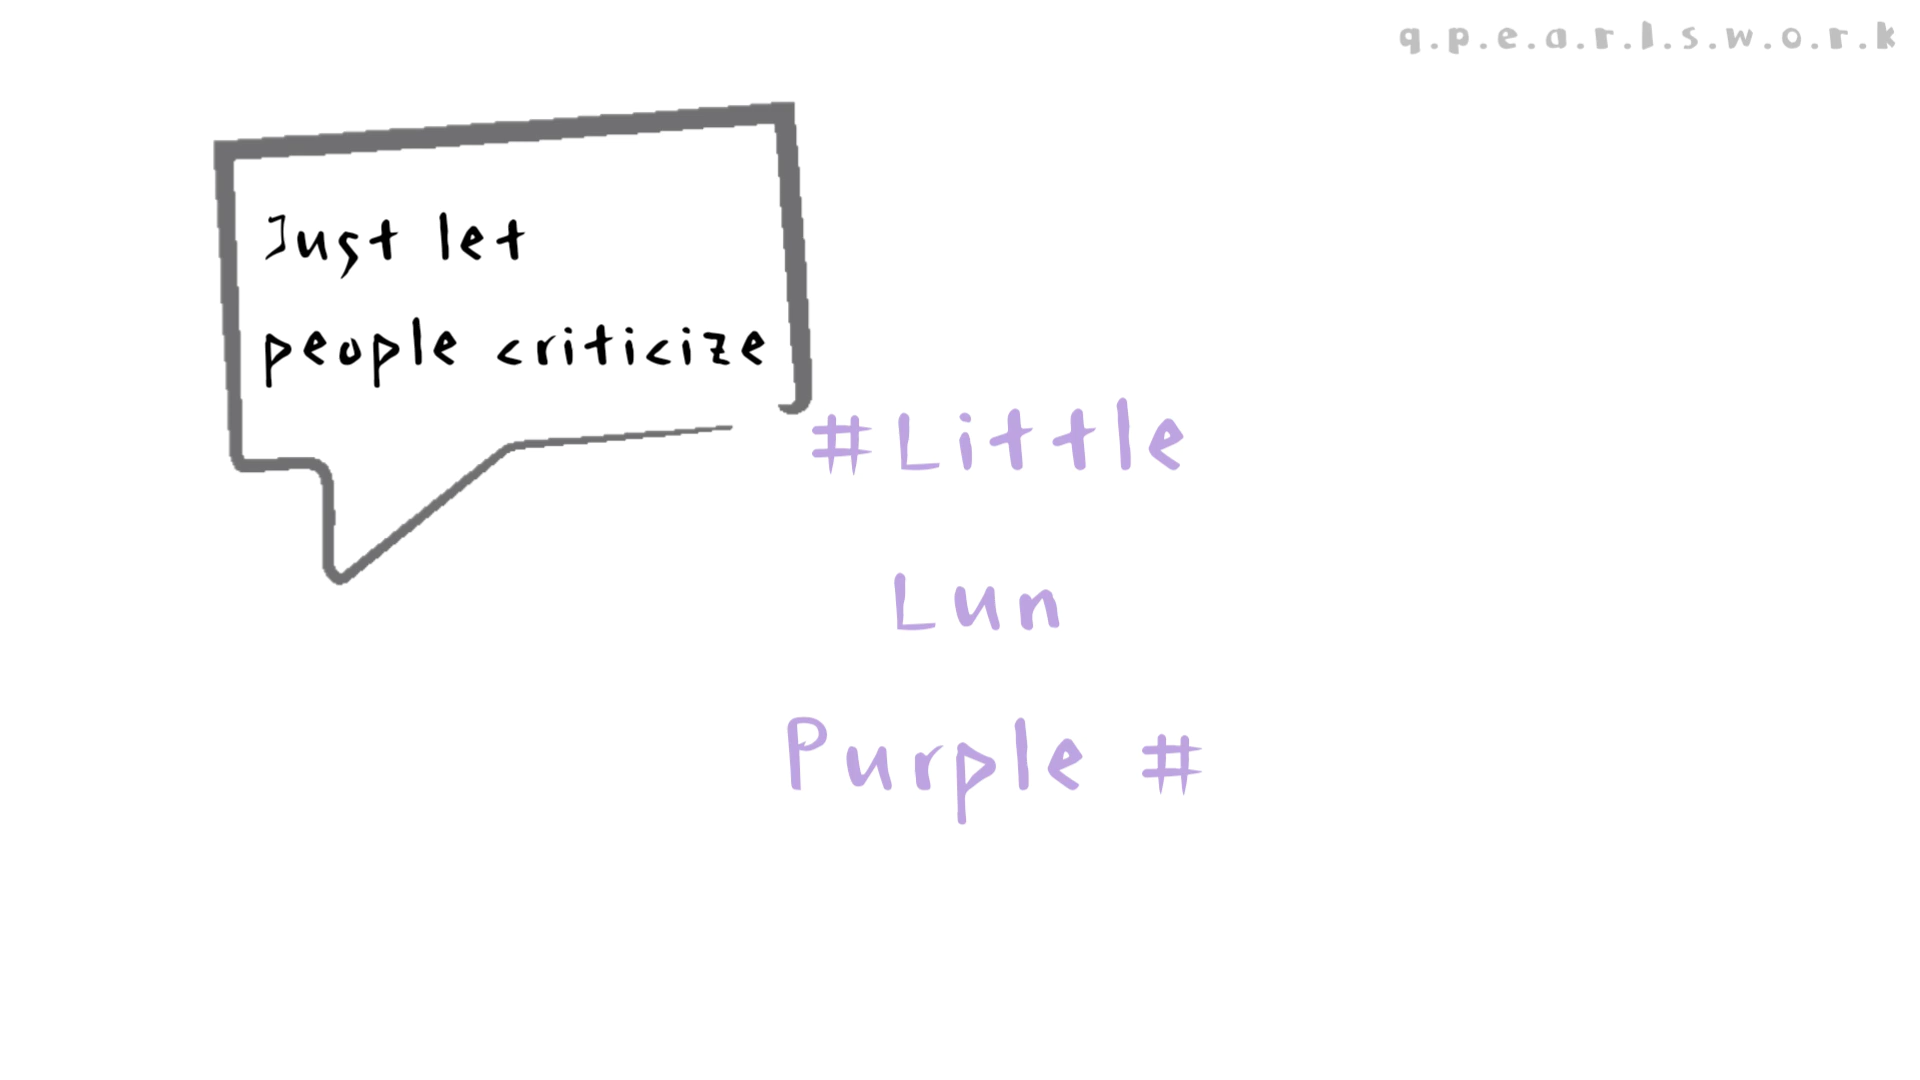 q.p.e.a.r.l.s.w.o.r.k
Just let
people criticize
#Little
Lun
Purple #